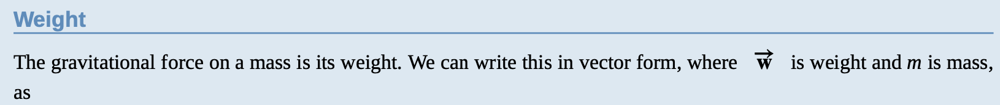 Weight
The gravitational force on a mass is its weight. We can write this in vector form, where w⃗ is weight and m is mass,
as